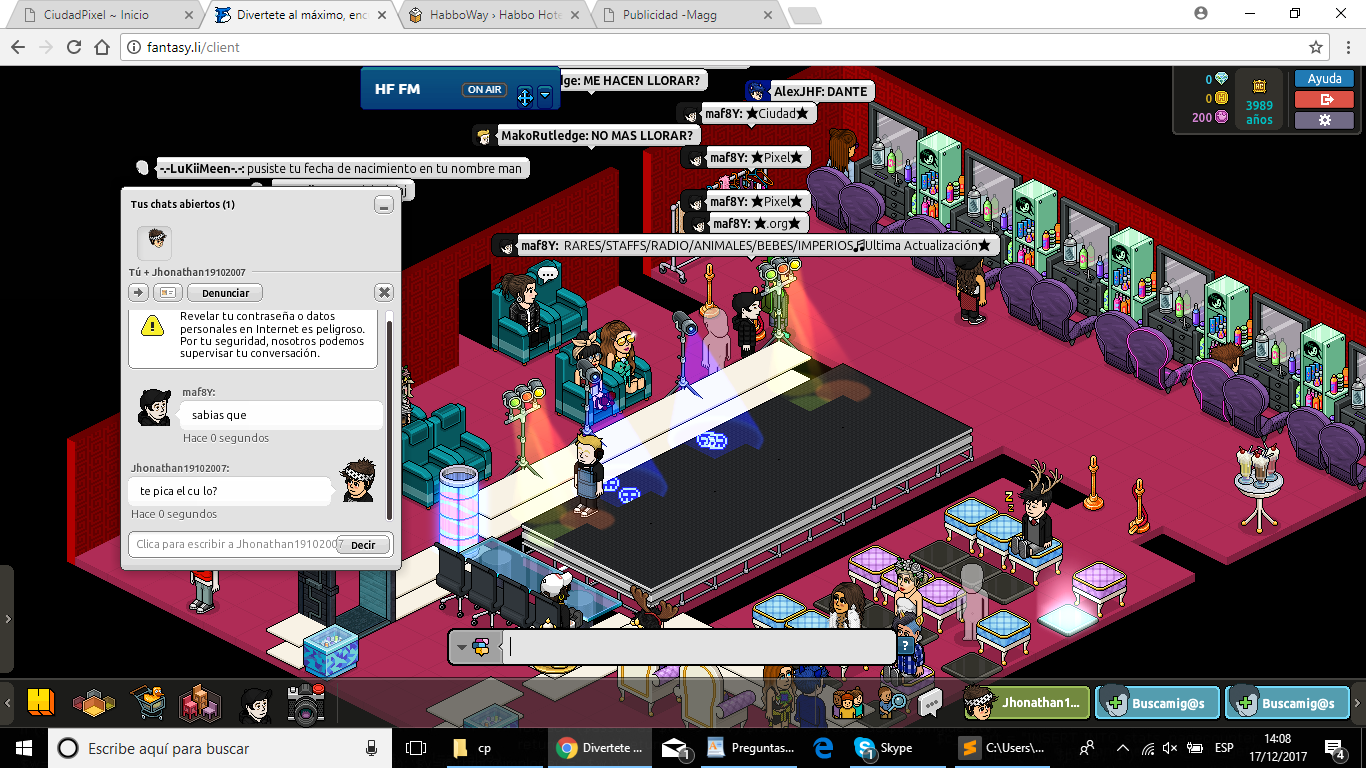 CiudadPixel ~ Inicio
Divertete al máximo, enc
HabboWay › Habbo Hote
Publicidad -Magg
fantasy.li/client
HF FM
ON AIR
ME HACEN LLORAR?
AlexJHF: DANTE
maf8Y: ★Ciudad★
MakoRutledge: NO MAS LLORAR?
maf8Y: ★Pixel★
-.-LuKiiMeen-.-: pusiste tu fecha de nacimiento en tu nombre man
maf8Y: ★Pixel★
maf8Y: ★.org★
maf8Y: RARES/STAFFS/RADIO/ANIMALES/BEBES/IMPERIOS♫Ultima Actualización★
0
0
200
3989
años
Ayuda
Tus chats abiertos (1)
Tú + Jhonathan19102007
Denunciar
Revelar tu contraseña o datos
personales en Internet es peligroso.
Por tu seguridad, nosotros podemos
supervisar tu conversación.
maf8Y:
sabias que
Hace 0 segundos
Jhonathan19102007:
te pica el cu lo?
Hace 0 segundos
Clica para escribir a Jhonathan19102007
Decir
z
z
?
Jhonathan1...
Buscamig@s
Buscamig@s
Escribe aquí para buscar
cp
Divertete ...
1
Preguntas...
Skype
1
C:\Users\...
ESP
14:08
17/12/2017
4